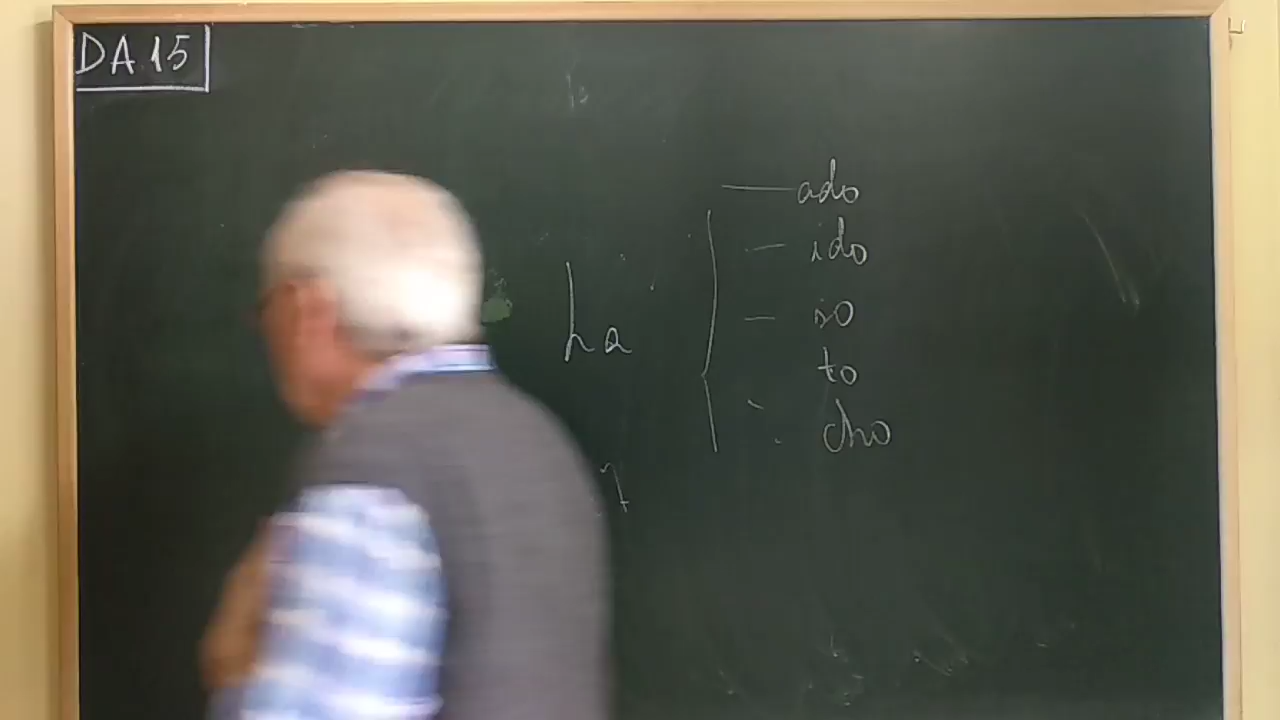 DA.15
— ado
— ido
ha
— so
to
cho